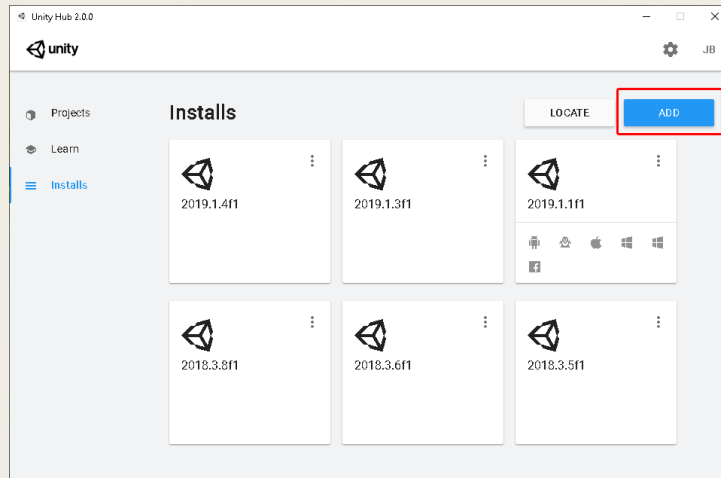 Unity Hub 2.0.0
unity
JB
Projects
Learn
Installs
Installs
LOCATE
ADD
2019.1.4f1
2019.1.3f1
2019.1.1f1
2018.3.8f1
2018.3.6f1
2018.3.5f1